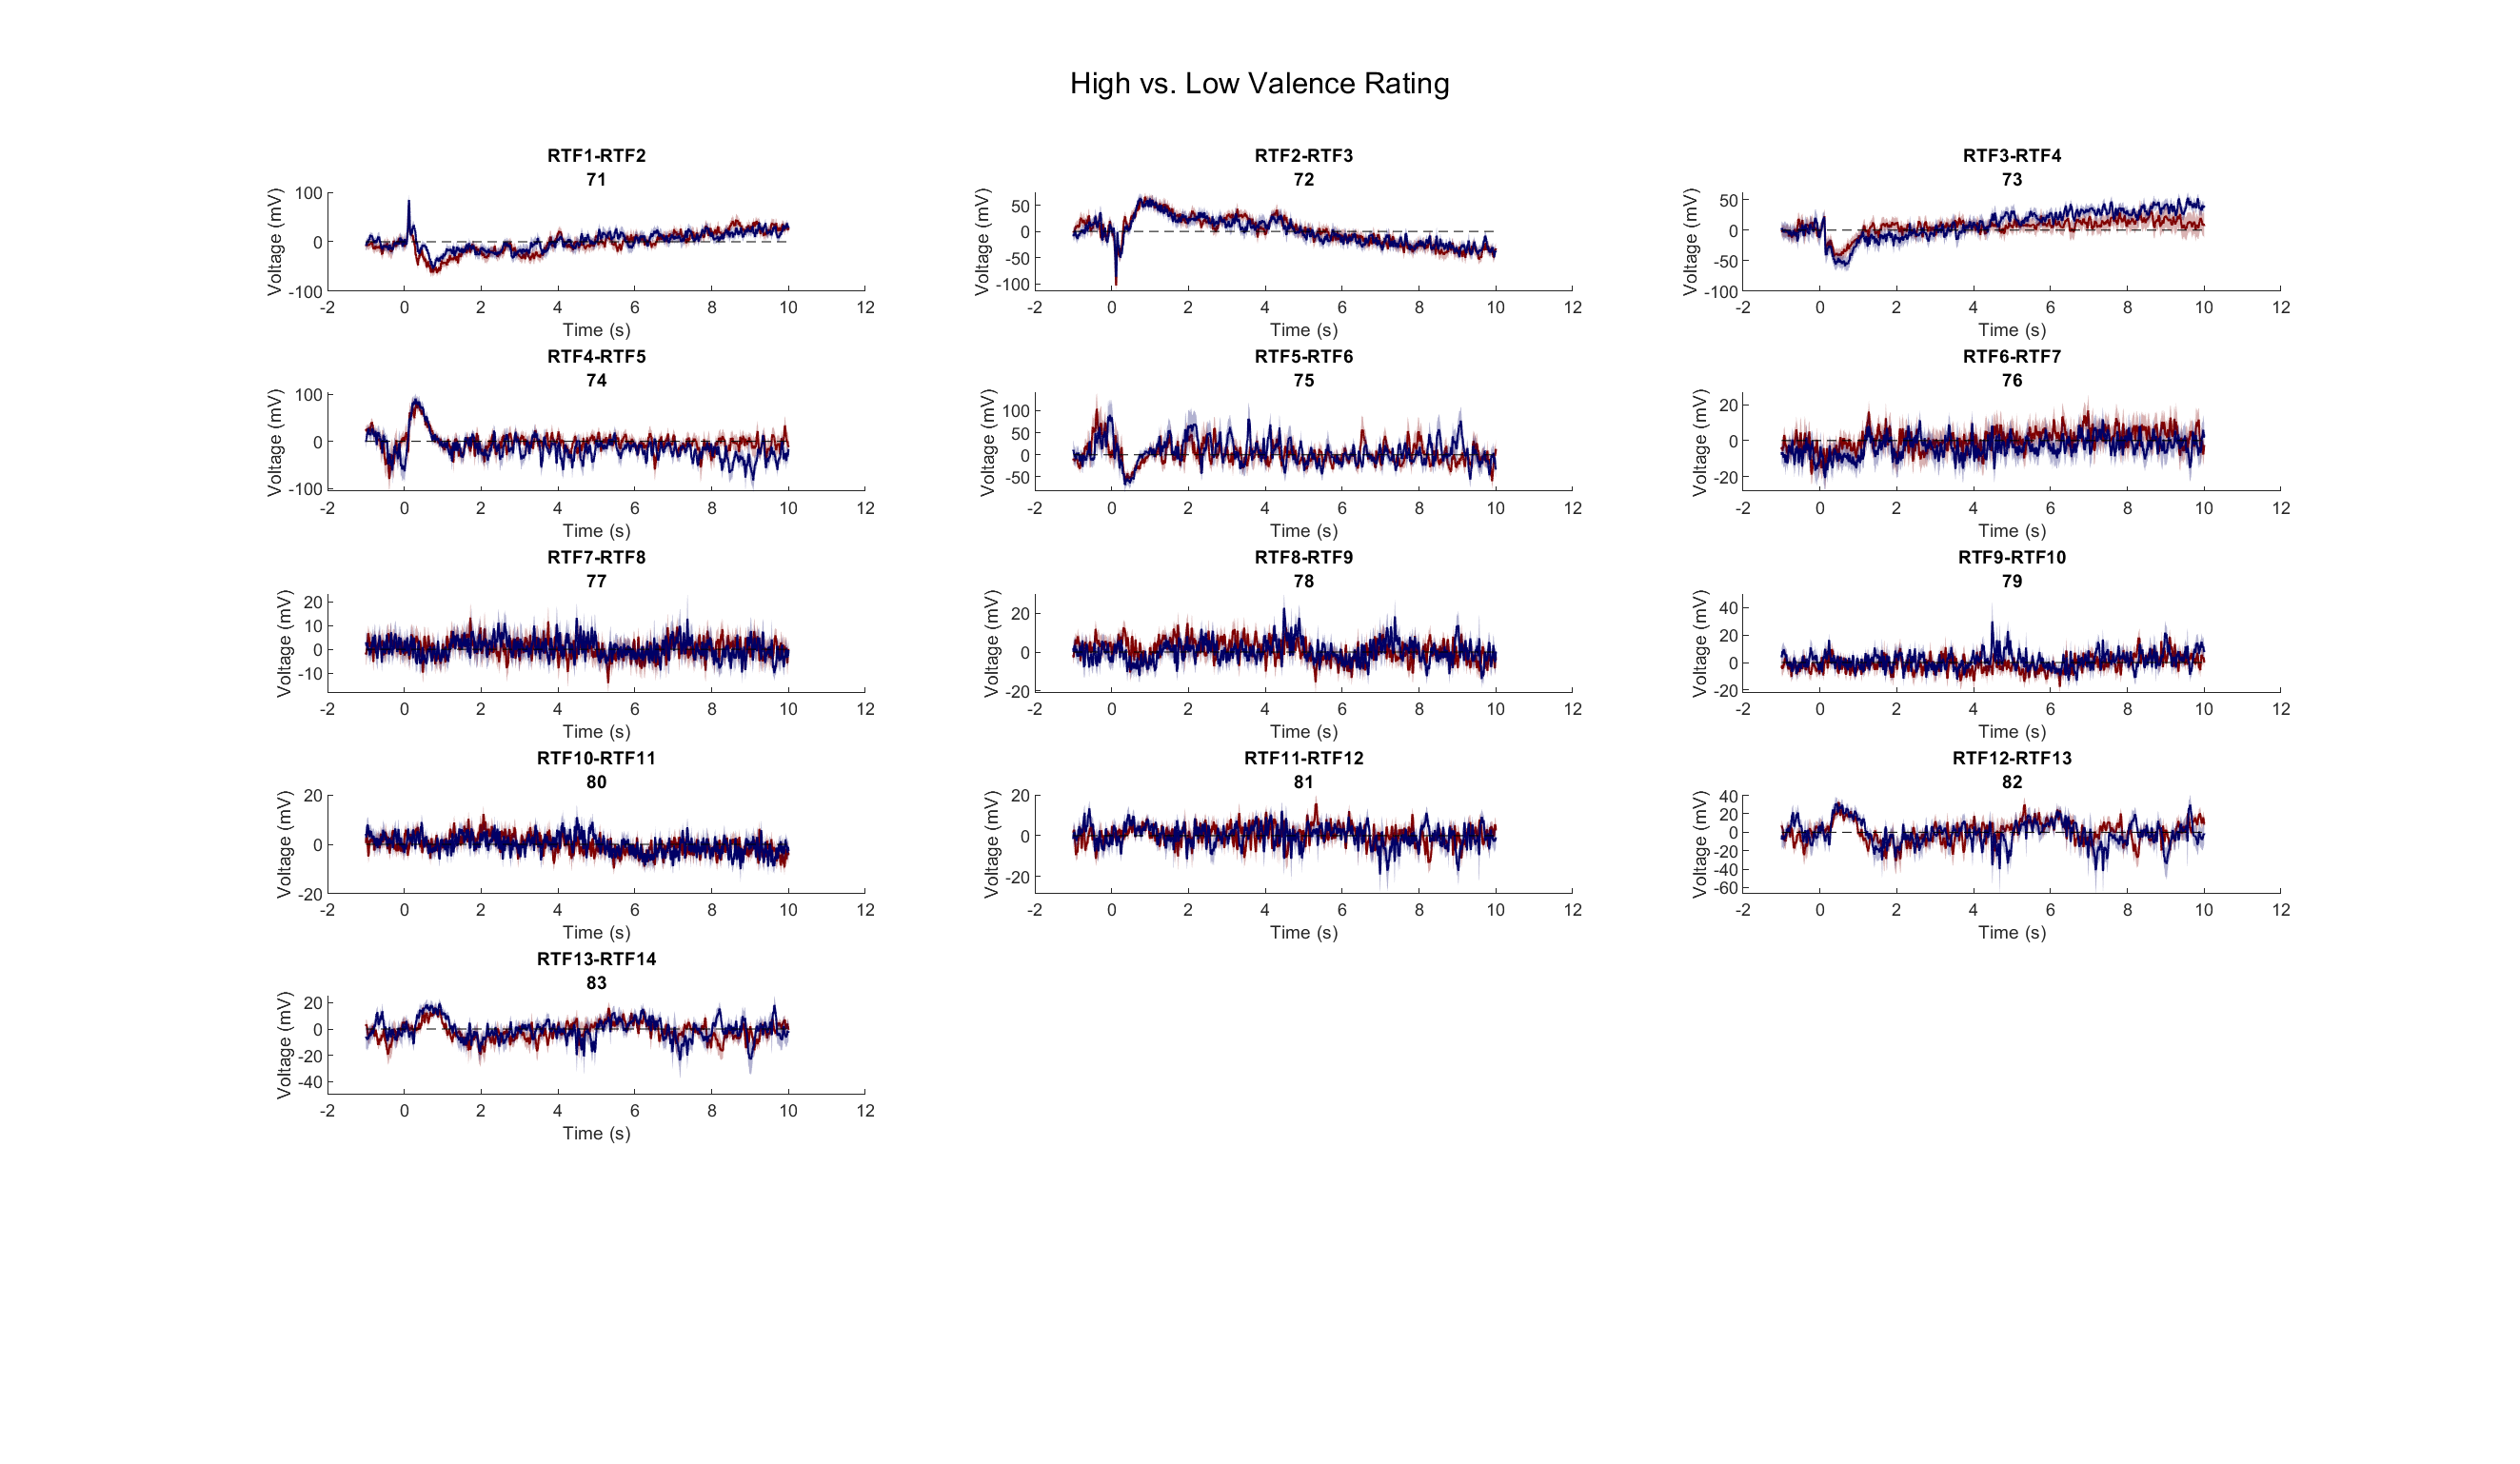 High vs. Low Valence Rating
RTF1-RTF2
71
100
0
-100
Voltage (mV)
-2 0 2 4 6 8 10 12
Time (s)
RTF2-RTF3
72
50
0
-50
-100
Voltage (mV)
-2 0 2 4 6 8 10 12
Time (s)
RTF3-RTF4
73
50
0
-50
-100
Voltage (mV)
-2 0 2 4 6 8 10 12
Time (s)
RTF4-RTF5
74
100
0
-100
Voltage (mV)
-2 0 2 4 6 8 10 12
Time (s)
RTF5-RTF6
75
100
50
0
-50
Voltage (mV)
-2 0 2 4 6 8 10 12
Time (s)
RTF6-RTF7
76
20
0
-20
Voltage (mV)
-2 0 2 4 6 8 10 12
Time (s)
RTF7-RTF8
77
20
10
0
-10
Voltage (mV)
-2 0 2 4 6 8 10 12
Time (s)
RTF8-RTF9
78
20
0
-20
Voltage (mV)
-2 0 2 4 6 8 10 12
Time (s)
RTF9-RTF10
79
40
20
0
-20
Voltage (mV)
-2 0 2 4 6 8 10 12
Time (s)
RTF10-RTF11
80
20
0
-20
Voltage (mV)
-2 0 2 4 6 8 10 12
Time (s)
RTF11-RTF12
81
20
0
-20
Voltage (mV)
-2 0 2 4 6 8 10 12
Time (s)
RTF12-RTF13
82
40
20
0
-20
-40
-60
Voltage (mV)
-2 0 2 4 6 8 10 12
Time (s)
RTF13-RTF14
83
20
0
-20
-40
Voltage (mV)
-2 0 2 4 6 8 10 12
Time (s)